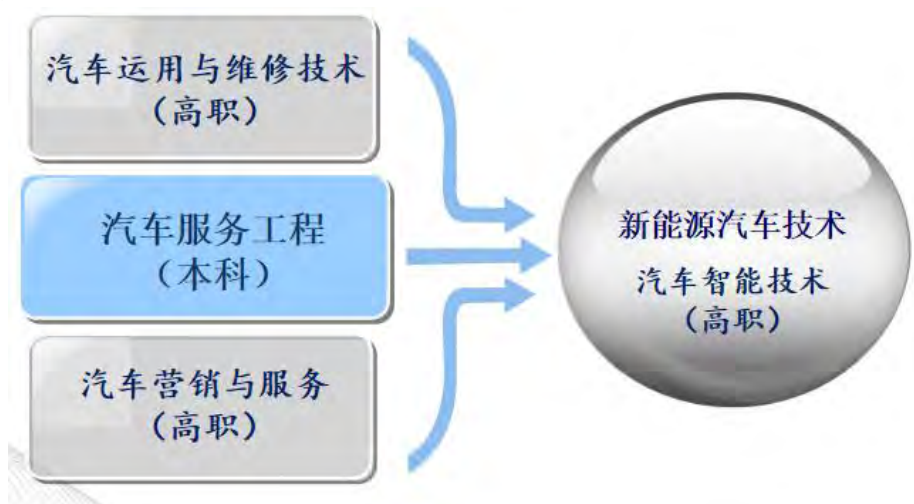 汽车运用与维修技术
（高职）
汽车服务工程
（本科）
汽车营销与服务
（高职）
新能源汽车技术
汽车智能技术
（高职）